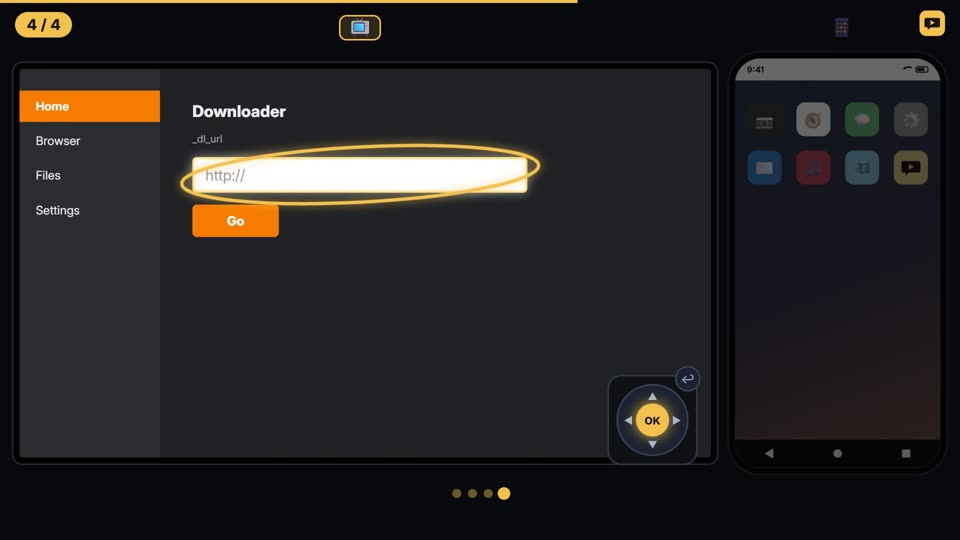 4 / 4
9:41
Home
Browser
Files
Settings
Downloader
_dl_url
http://
Go
OK